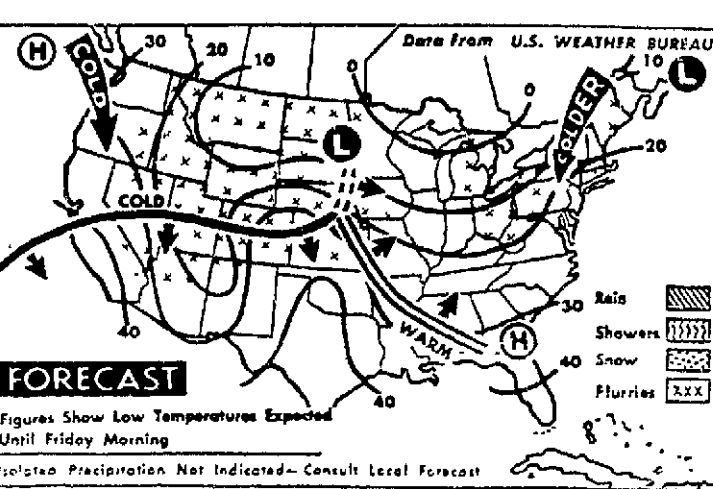 Data from U.S. WEATHER BUREAU
H
COLD
30
20
10
0
0
10
L
COLDER
20
L
COLD
40
WARM
H
30
40
40
Rain
Showers
Snow
Flurries
FORECAST
Figures Show Low Temperatures Expected
Until Friday Morning
Isolated Precipitation Not Indicated— Consult Local Forecast